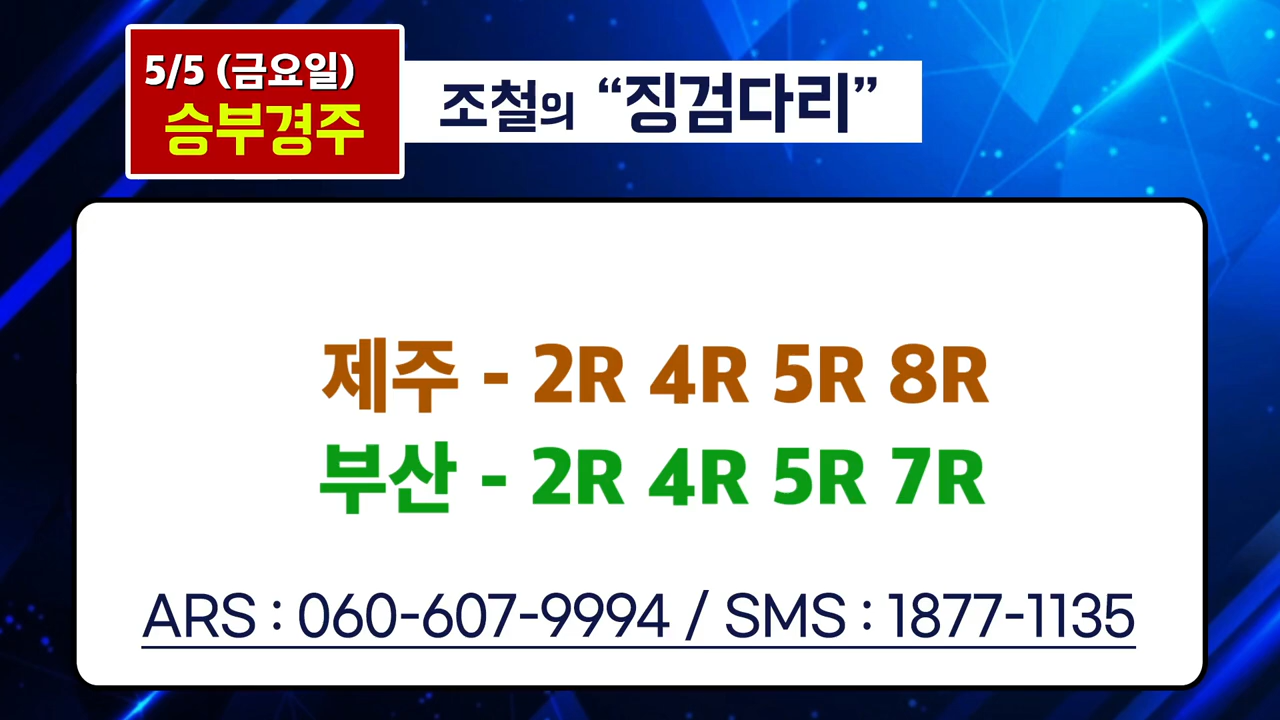 5/5 (금요일)
승부경주
조철의 “징검다리”
제주 - 2R 4R 5R 8R
부산 - 2R 4R 5R 7R
ARS : 060-607-9994 / SMS : 1877-1135